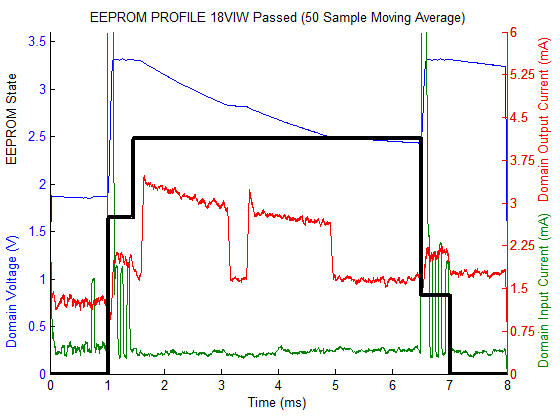 EEPROM PROFILE 18VIW Passed (50 Sample Moving Average)
3.5
3
2.5
2
1.5
1
0.5
0
EEPROM State
Domain Voltage (V)
6
5.25
4.5
3.75
3
2.25
1.5
0.75
0
Domain Output Current (mA)
Domain Input Current (mA)
0 1 2 3 4 5 6 7 8
Time (ms)